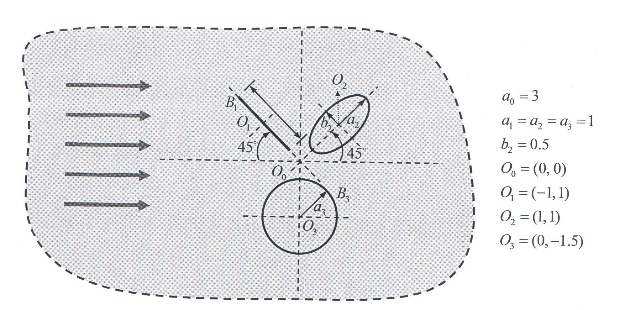 O₂
B₁
O₁
b₂
a₂
45°
45°
O₀
B₃
a₃
O₃
a₀ = 3
a₁ = a₂ = a₃ = 1
b₂ = 0.5
O₀ = (0, 0)
O₁ = (−1, 1)
O₂ = (1, 1)
O₃ = (0, −1.5)